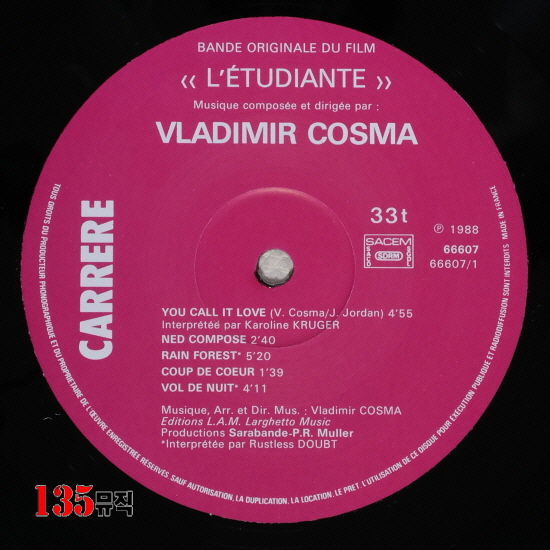 BANDE ORIGINALE DU FILM
‹‹ L'ÉTUDIANTE ››
Musique composée et dirigée par :
VLADIMIR COSMA
CARRERE
33t
SACEM
SACD
SDRM
SGDL
℗ 1988
66607
66607/1
YOU CALL IT LOVE (V. Cosma/J. Jordan) 4'55
Interprétée par Karoline KRUGER
NED COMPOSE 2'40
RAIN FOREST* 5'20
COUP DE COEUR 1'39
VOL DE NUIT* 4'11
Musique, Arr. et Dir. Mus. : Vladimir COSMA
Editions L.A.M. Larghetto Music
Productions Sarabande-P.R. Muller
*Interprétée par Rustless DOUBT
TOUS DROITS DU PRODUCTEUR PHONOGRAPHIQUE ET DU PROPRIETAIRE DE L'ŒUVRE ENREGISTREE RÉSERVÉS. SAUF AUTORISATION, LA DUPLICATION, LA LOCATION, LE PRET, L'UTILISATION DE CE DISQUE POUR EXÉCUTION PUBLIQUE ET RADIODIFFUSION SONT INTERDITS MADE IN FRANCE
135뮤직